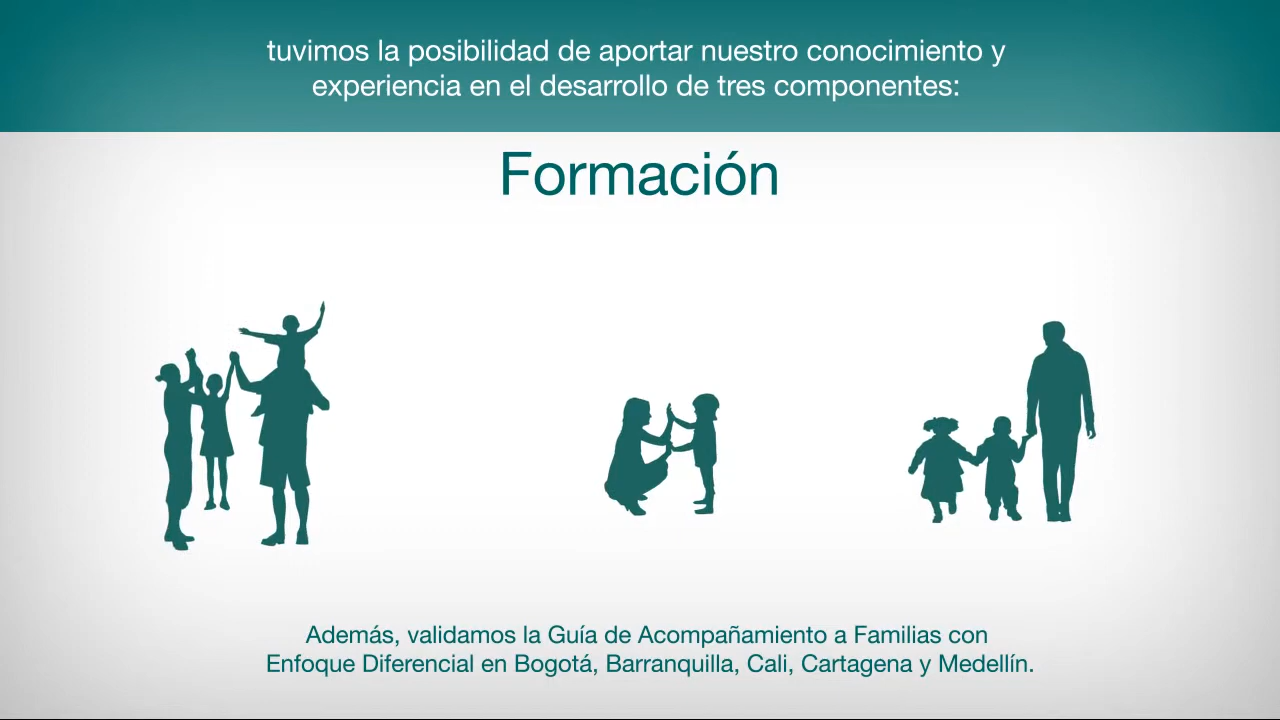 tuvimos la posibilidad de aportar nuestro conocimiento y
experiencia en el desarrollo de tres componentes:
Formación
Además, validamos la Guía de Acompañamiento a Familias con
Enfoque Diferencial en Bogotá, Barranquilla, Cali, Cartagena y Medellín.